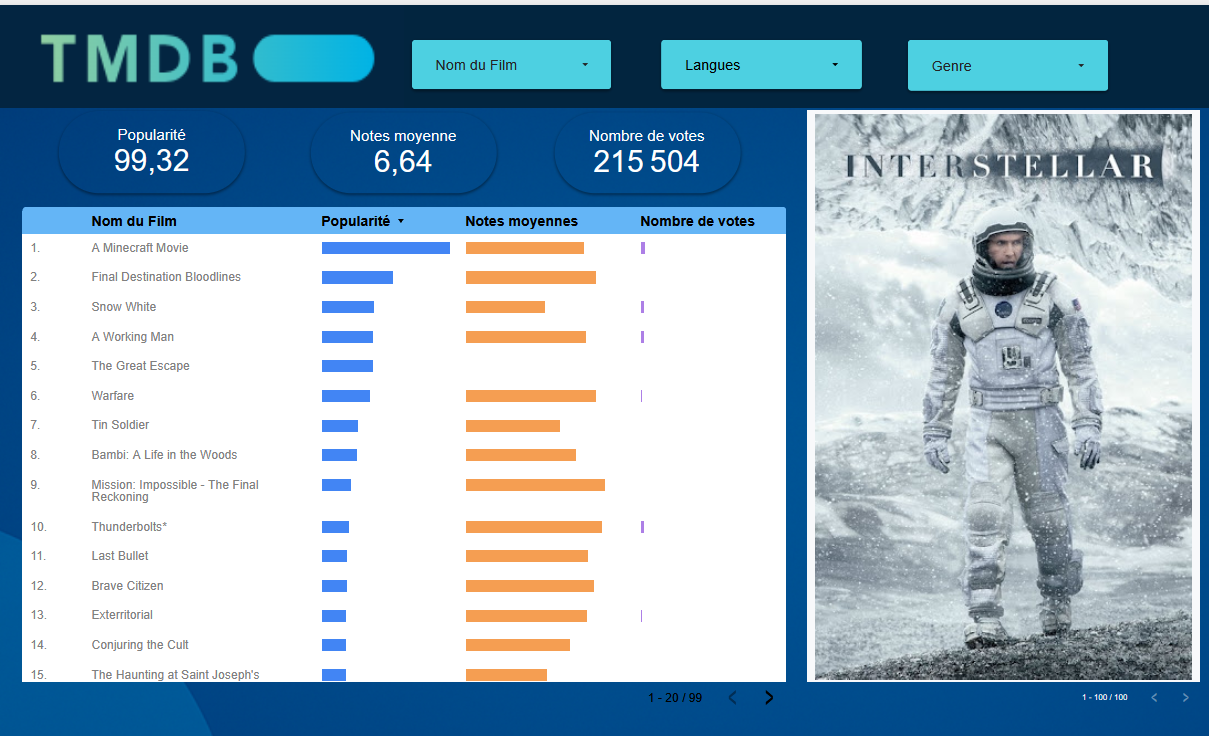 TMDB
Nom du Film
Langues
Genre
Popularité
99,32
Notes moyenne
6,64
Nombre de votes
215 504
INTERSTELLAR
Nom du Film Popularité Notes moyennes Nombre de votes
1. A Minecraft Movie
2. Final Destination Bloodlines
3. Snow White
4. A Working Man
5. The Great Escape
6. Warfare
7. Tin Soldier
8. Bambi: A Life in the Woods
9. Mission: Impossible - The Final
Reckoning
10. Thunderbolts*
11. Last Bullet
12. Brave Citizen
13. Exterritorial
14. Conjuring the Cult
15. The Haunting at Saint Joseph's
1 - 20 / 99
1 - 100 / 100